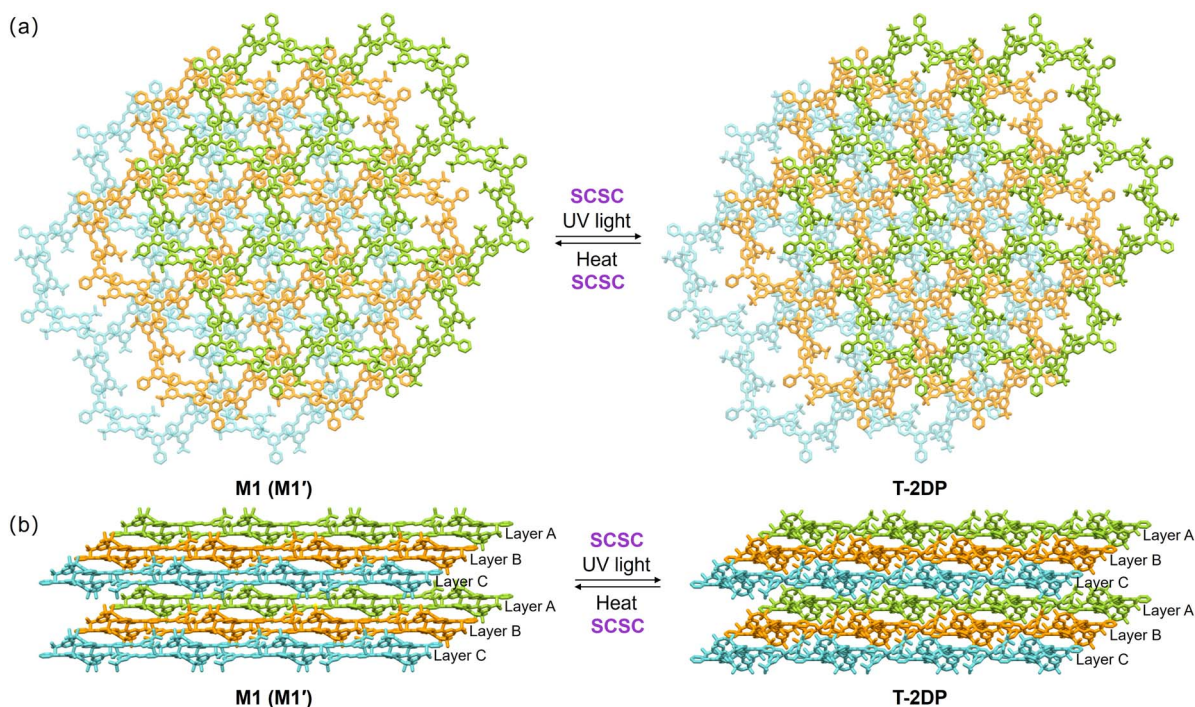 (a)
SCSC
UV light
Heat
SCSC
M1 (M1′)
T-2DP
(b)
Layer A
Layer B
Layer C
Layer A
Layer B
Layer C
M1 (M1′)
SCSC
UV light
Heat
SCSC
Layer A
Layer B
Layer C
Layer A
Layer B
Layer C
T-2DP